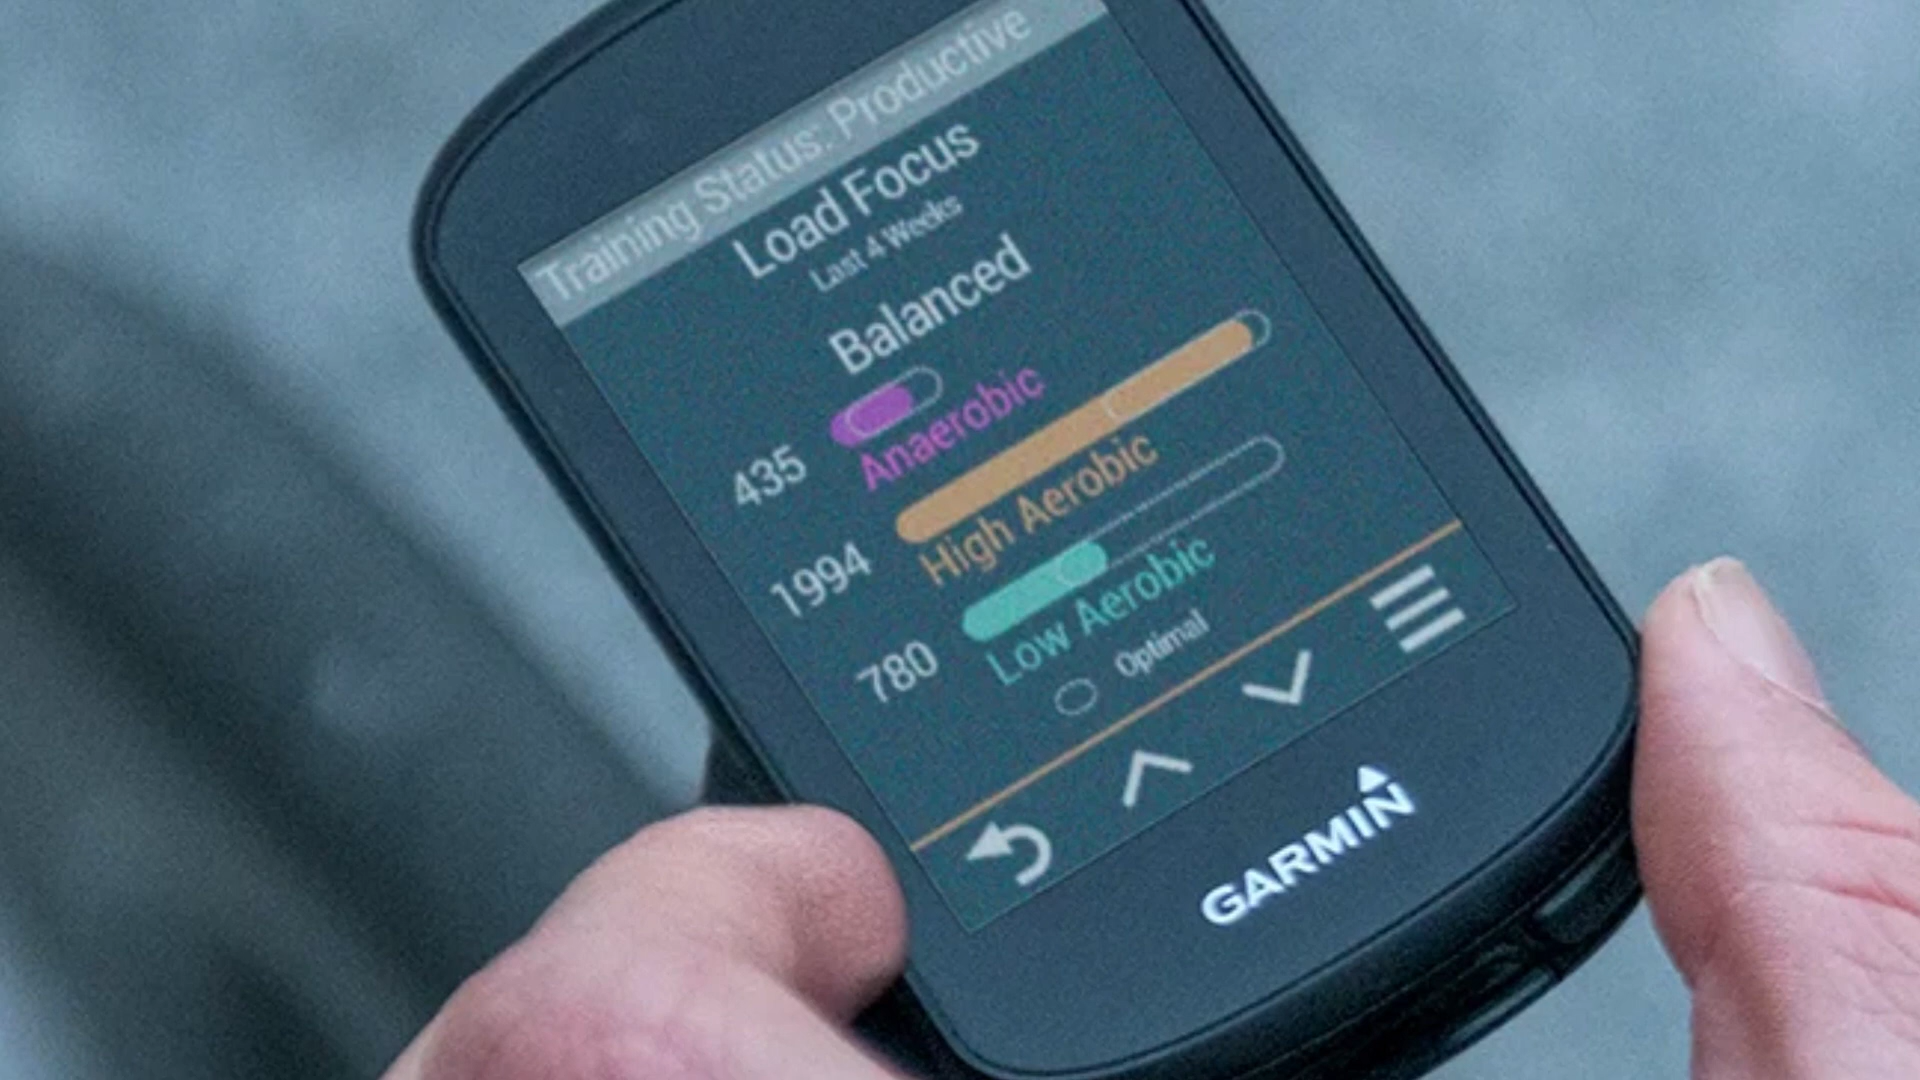 Training Status: Productive
Load Focus
Last 4 Weeks
Balanced
435
Anaerobic
1994
High Aerobic
780
Low Aerobic
Optimal
GARMIN